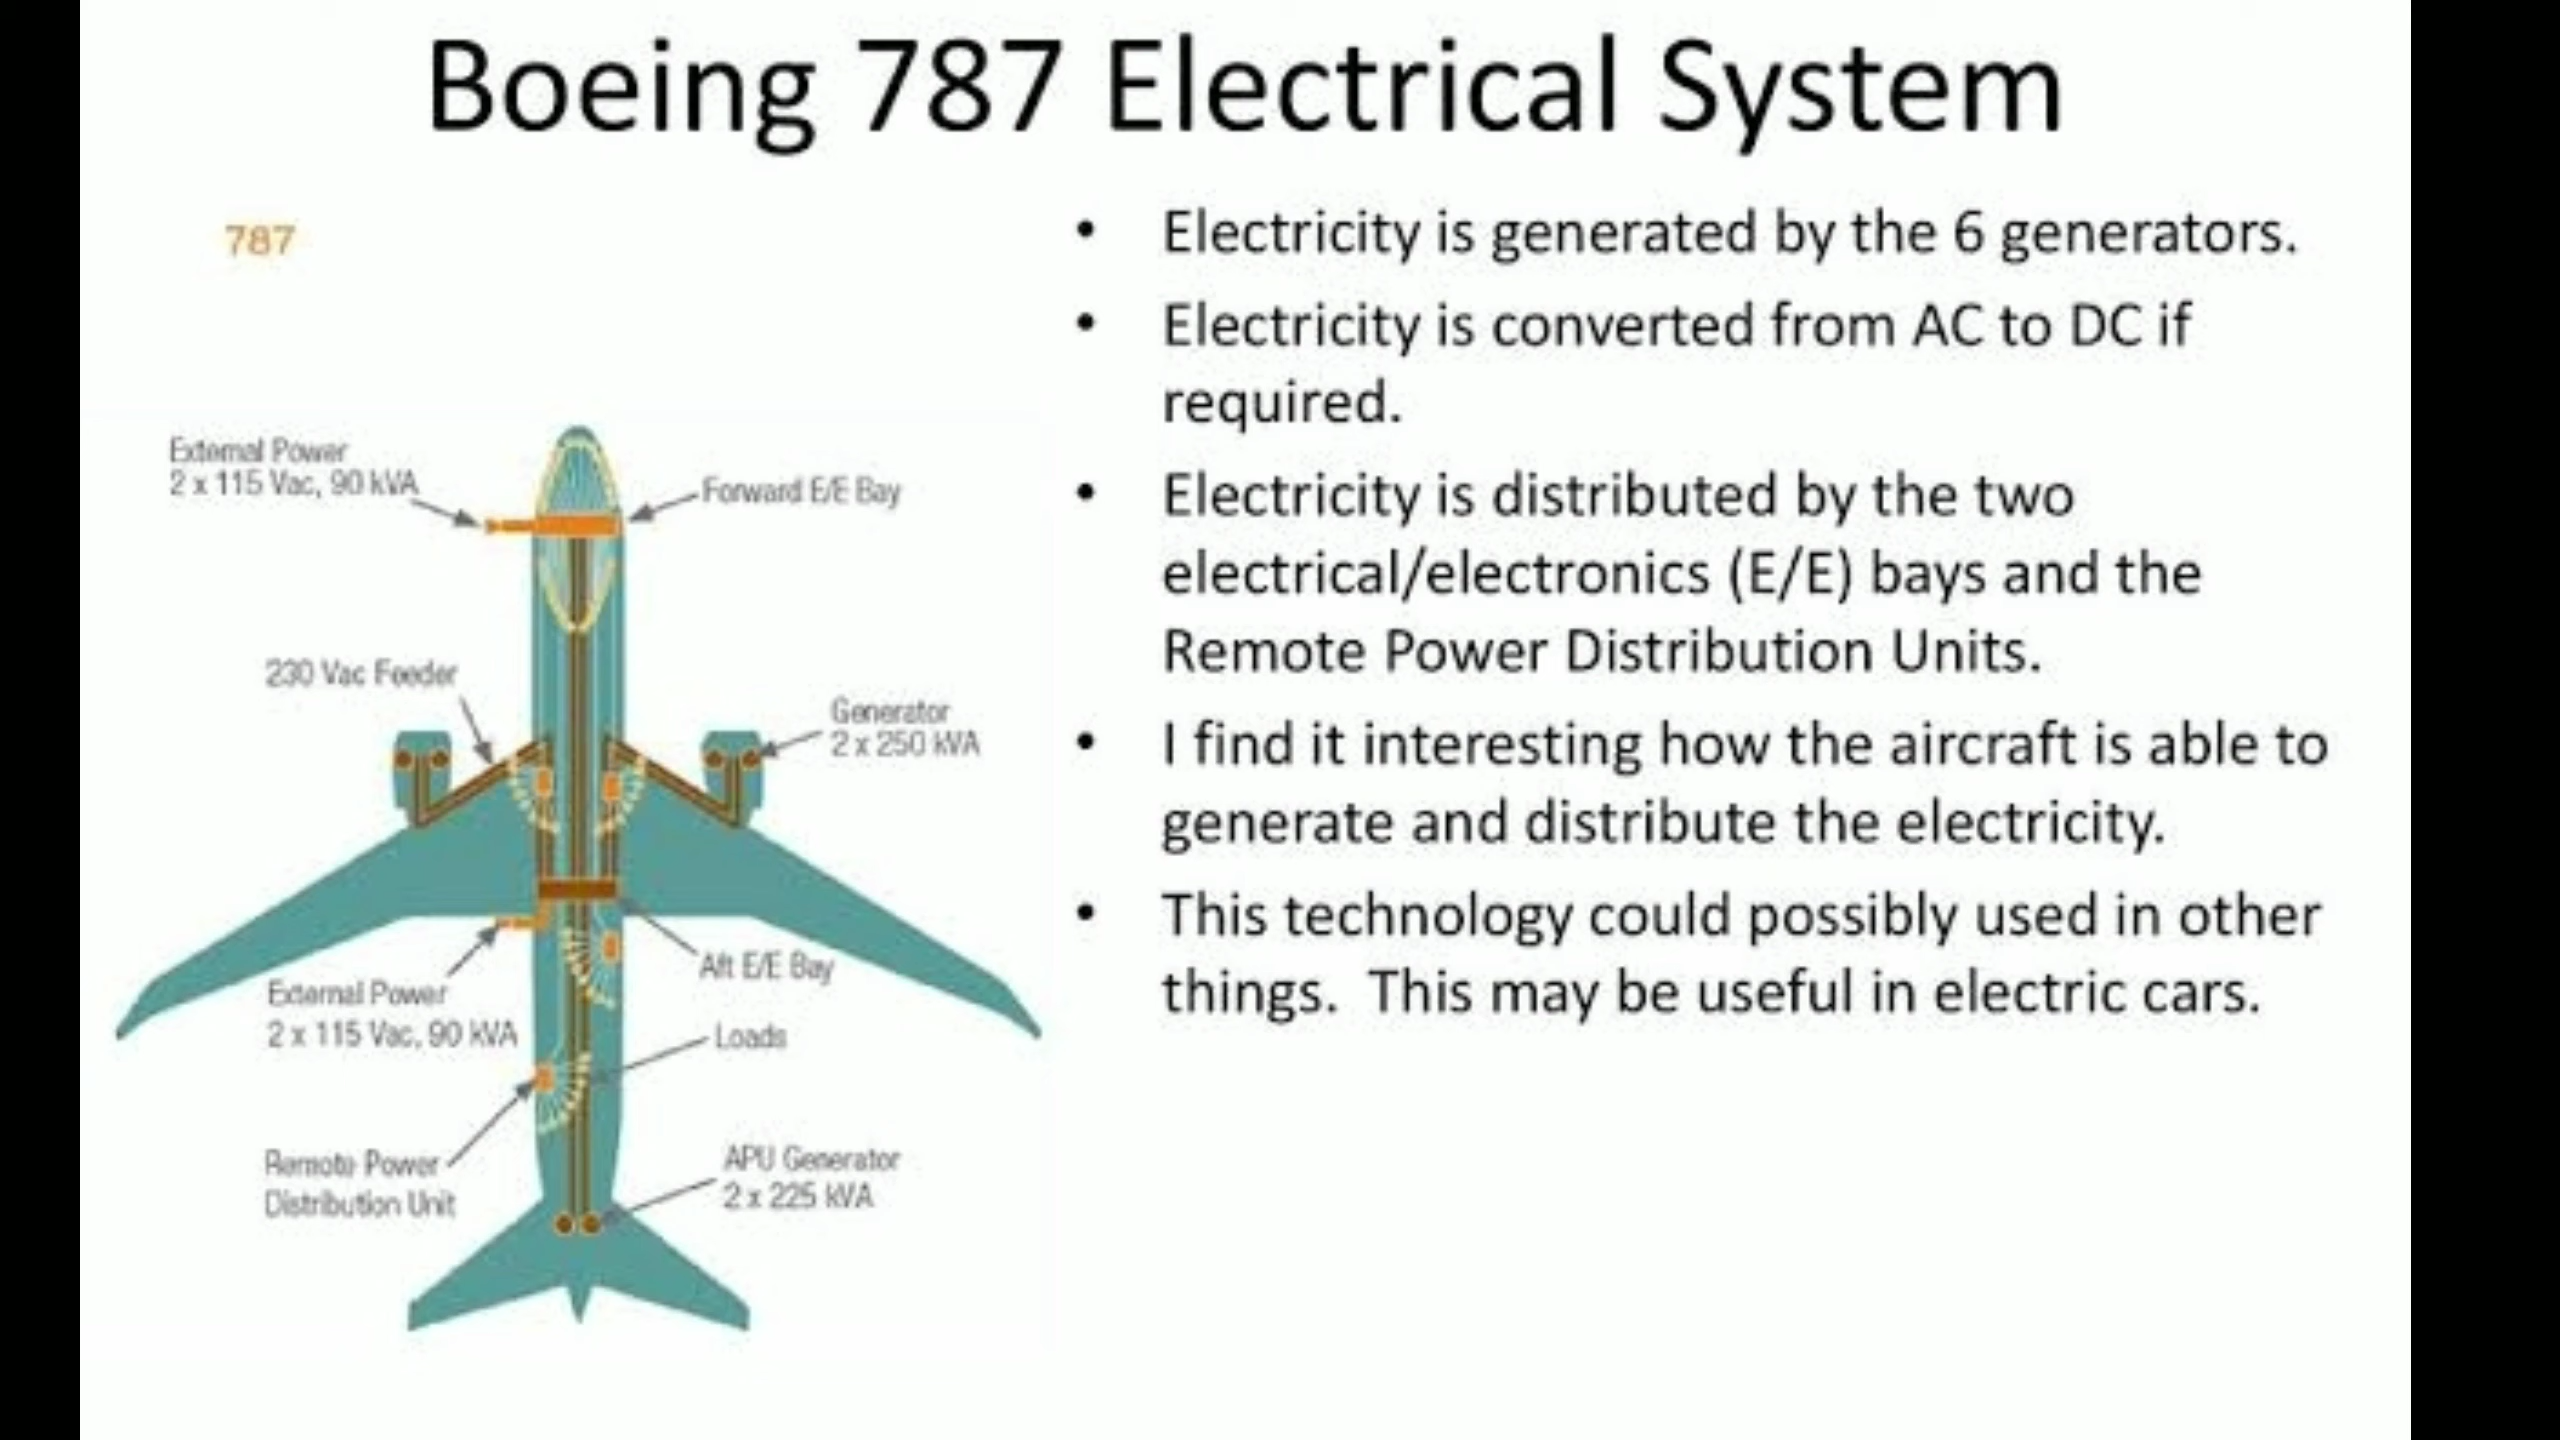 Boeing 787 Electrical System
787
External Power
2 x 115 Vac, 90 kVA
Forward E/E Bay
230 Vac Feeder
Generator
2 x 250 kVA
Aft E/E Bay
External Power
2 x 115 Vac, 90 kVA
Loads
Remote Power
Distribution Unit
APU Generator
2 x 225 kVA
• Electricity is generated by the 6 generators.
• Electricity is converted from AC to DC if
required.
• Electricity is distributed by the two
electrical/electronics (E/E) bays and the
Remote Power Distribution Units.
• I find it interesting how the aircraft is able to
generate and distribute the electricity.
• This technology could possibly used in other
things.  This may be useful in electric cars.